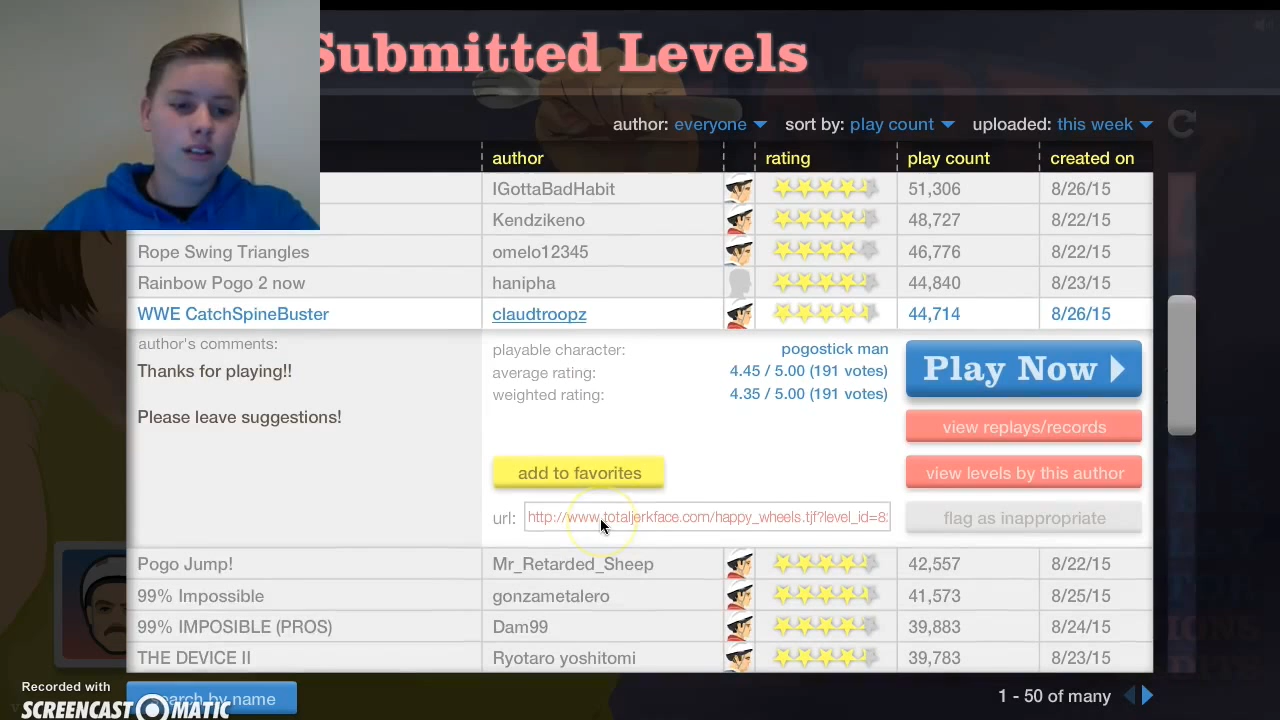 Submitted Levels
author: everyone sort by: play count uploaded: this week
author rating play count created on
IGottaBadHabit 51,306 8/26/15
Kendzikeno 48,727 8/22/15
Rope Swing Triangles omelo12345 46,776 8/22/15
Rainbow Pogo 2 now hanipha 44,840 8/23/15
WWE CatchSpineBuster claudtroopz 44,714 8/26/15
author's comments:
Thanks for playing!!
Please leave suggestions!
playable character: pogostick man
average rating: 4.45 / 5.00 (191 votes)
weighted rating: 4.35 / 5.00 (191 votes)
add to favorites
url: http://www.totaljerkface.com/happy_wheels.tjf?level_id=8
Play Now
view replays/records
view levels by this author
flag as inappropriate
Pogo Jump! Mr_Retarded_Sheep 42,557 8/22/15
99% Impossible gonzametalero 41,573 8/25/15
99% IMPOSIBLE (PROS) Dam99 39,883 8/24/15
THE DEVICE II Ryotaro yoshitomi 39,783 8/23/15
search by name
1 - 50 of many
Recorded with
SCREENCAST-O-MATIC